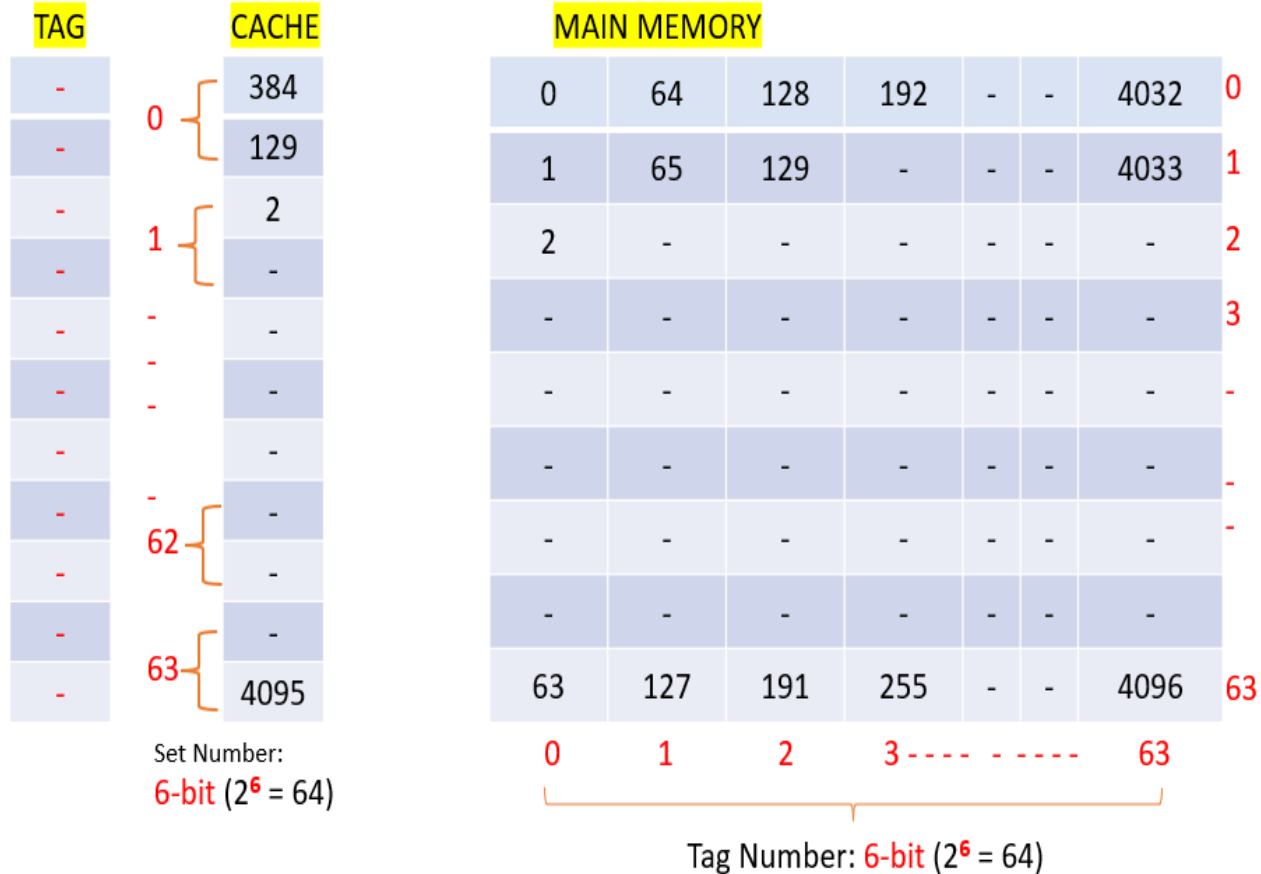 TAG CACHE MAIN MEMORY
- 384 0 64 128 192 - - 4032 0
0
- 129 1 65 129 - - - 4033 1
- 2 2 - - - - - - 2
1
- - - - - - - - - 3
- - - - - - - - - - -
-
- - - - - - - - - - -
- - - - - - - - - -
- - - - - - - - - - -
62
- - - - - - - - - -
- -
63
- 4095 63 127 191 255 - - 4096 63
Set Number: 0 1 2 3 - - - - - - - - - 63
6-bit (2⁶ = 64)
Tag Number: 6-bit (2⁶ = 64)